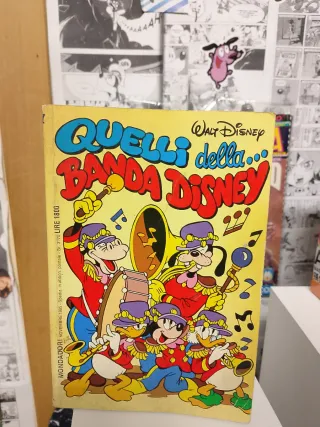 WALT DISNEY
QUELLI della...
BANDA DISNEY
LIRE 1800
MONDADORI